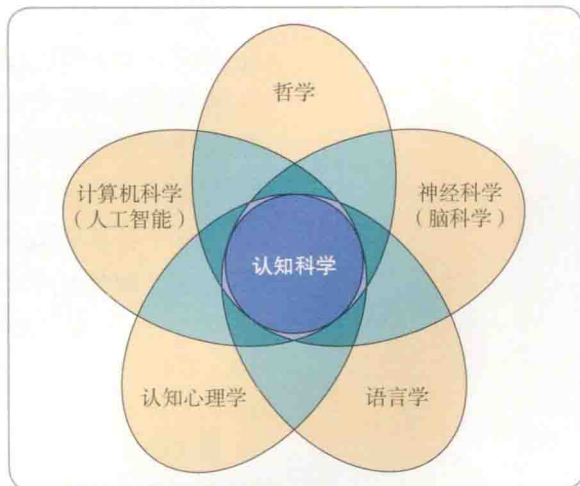 哲学
计算机科学
（人工智能）
神经科学
（脑科学）
认知科学
认知心理学
语言学